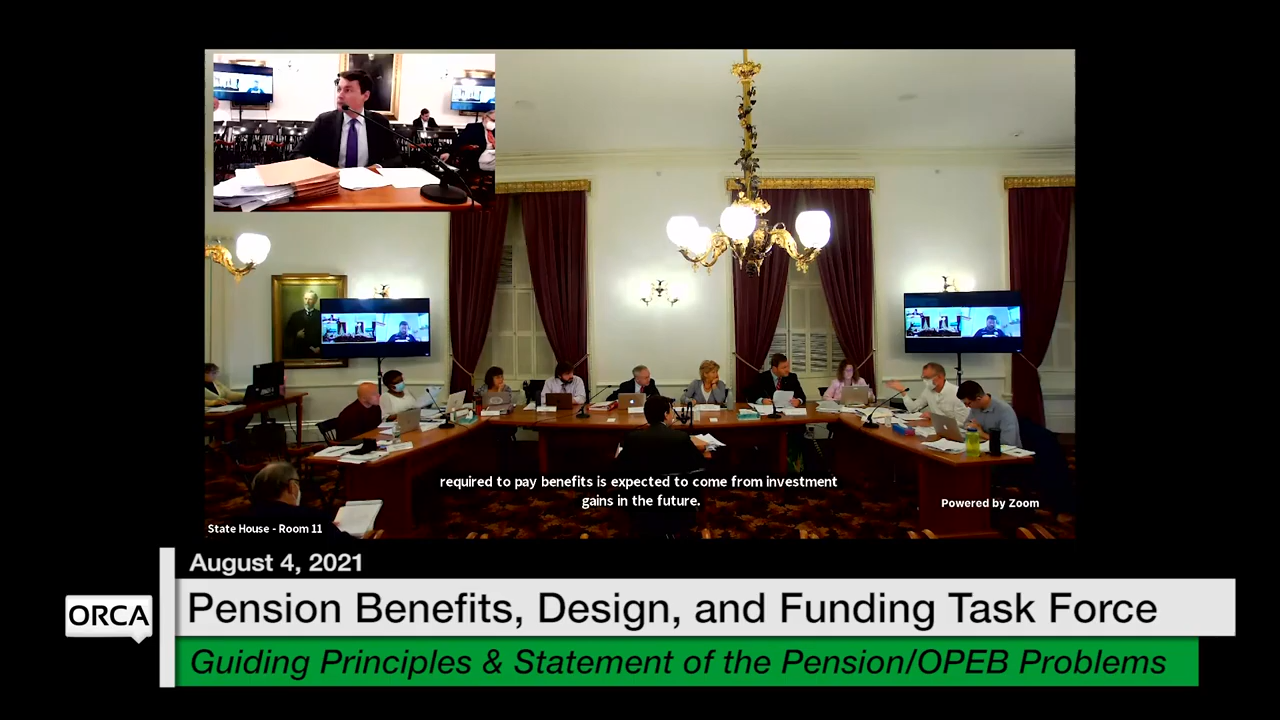 required to pay benefits is expected to come from investment
gains in the future.
Powered by Zoom
State House - Room 11
August 4, 2021
ORCA
Pension Benefits, Design, and Funding Task Force
Guiding Principles & Statement of the Pension/OPEB Problems